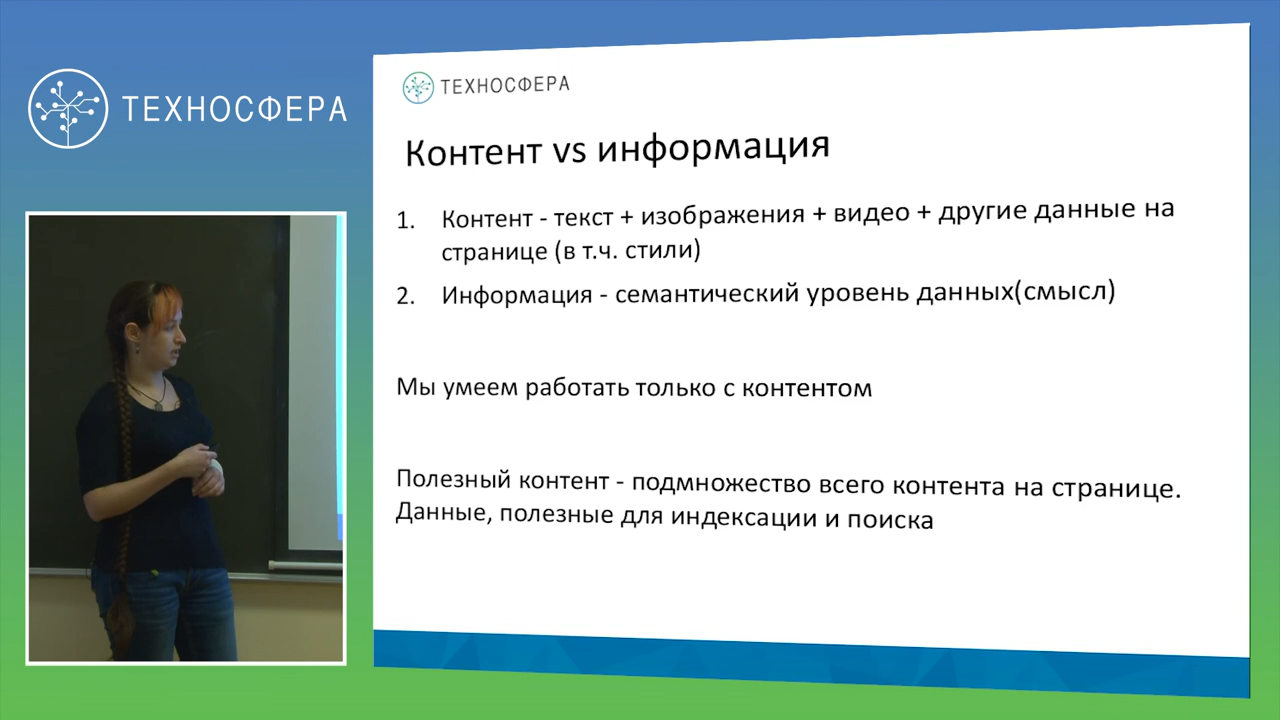 ТЕХНОСФЕРА
ТЕХНОСФЕРА
Контент vs информация
1. Контент - текст + изображения + видео + другие данные на
странице (в т.ч. стили)
2. Информация - семантический уровень данных(смысл)
Мы умеем работать только с контентом
Полезный контент - подмножество всего контента на странице.
Данные, полезные для индексации и поиска